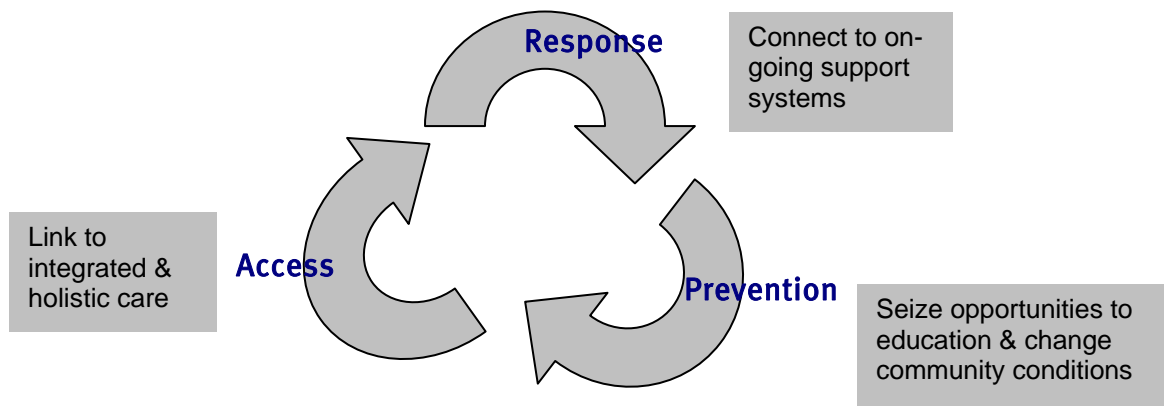 Response
Connect to on-
going support
systems
Link to
integrated &
holistic care
Access
Prevention
Seize opportunities to
education & change
community conditions